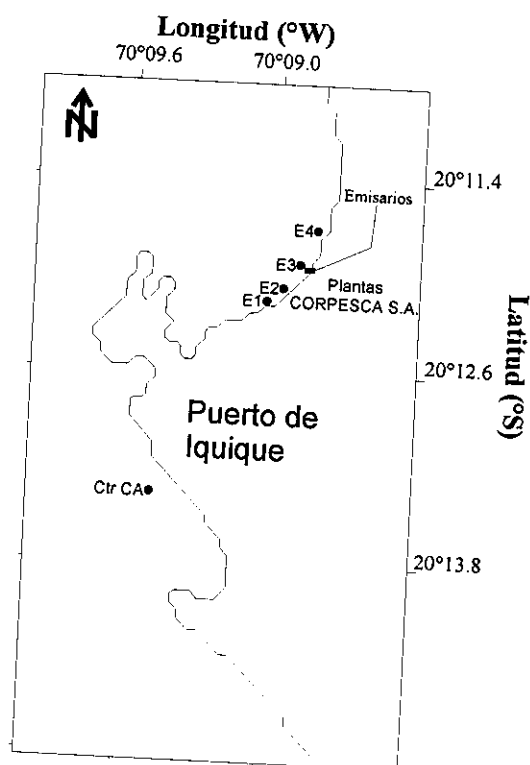 Longitud (°W)
70°09.6
70°09.0
N
20°11.4
Emisarios
E4
E3
Plantas
E2
CORPESCA S.A.
E1
Latitud (°S)
20°12.6
Puerto de
Iquique
Ctr CA
20°13.8